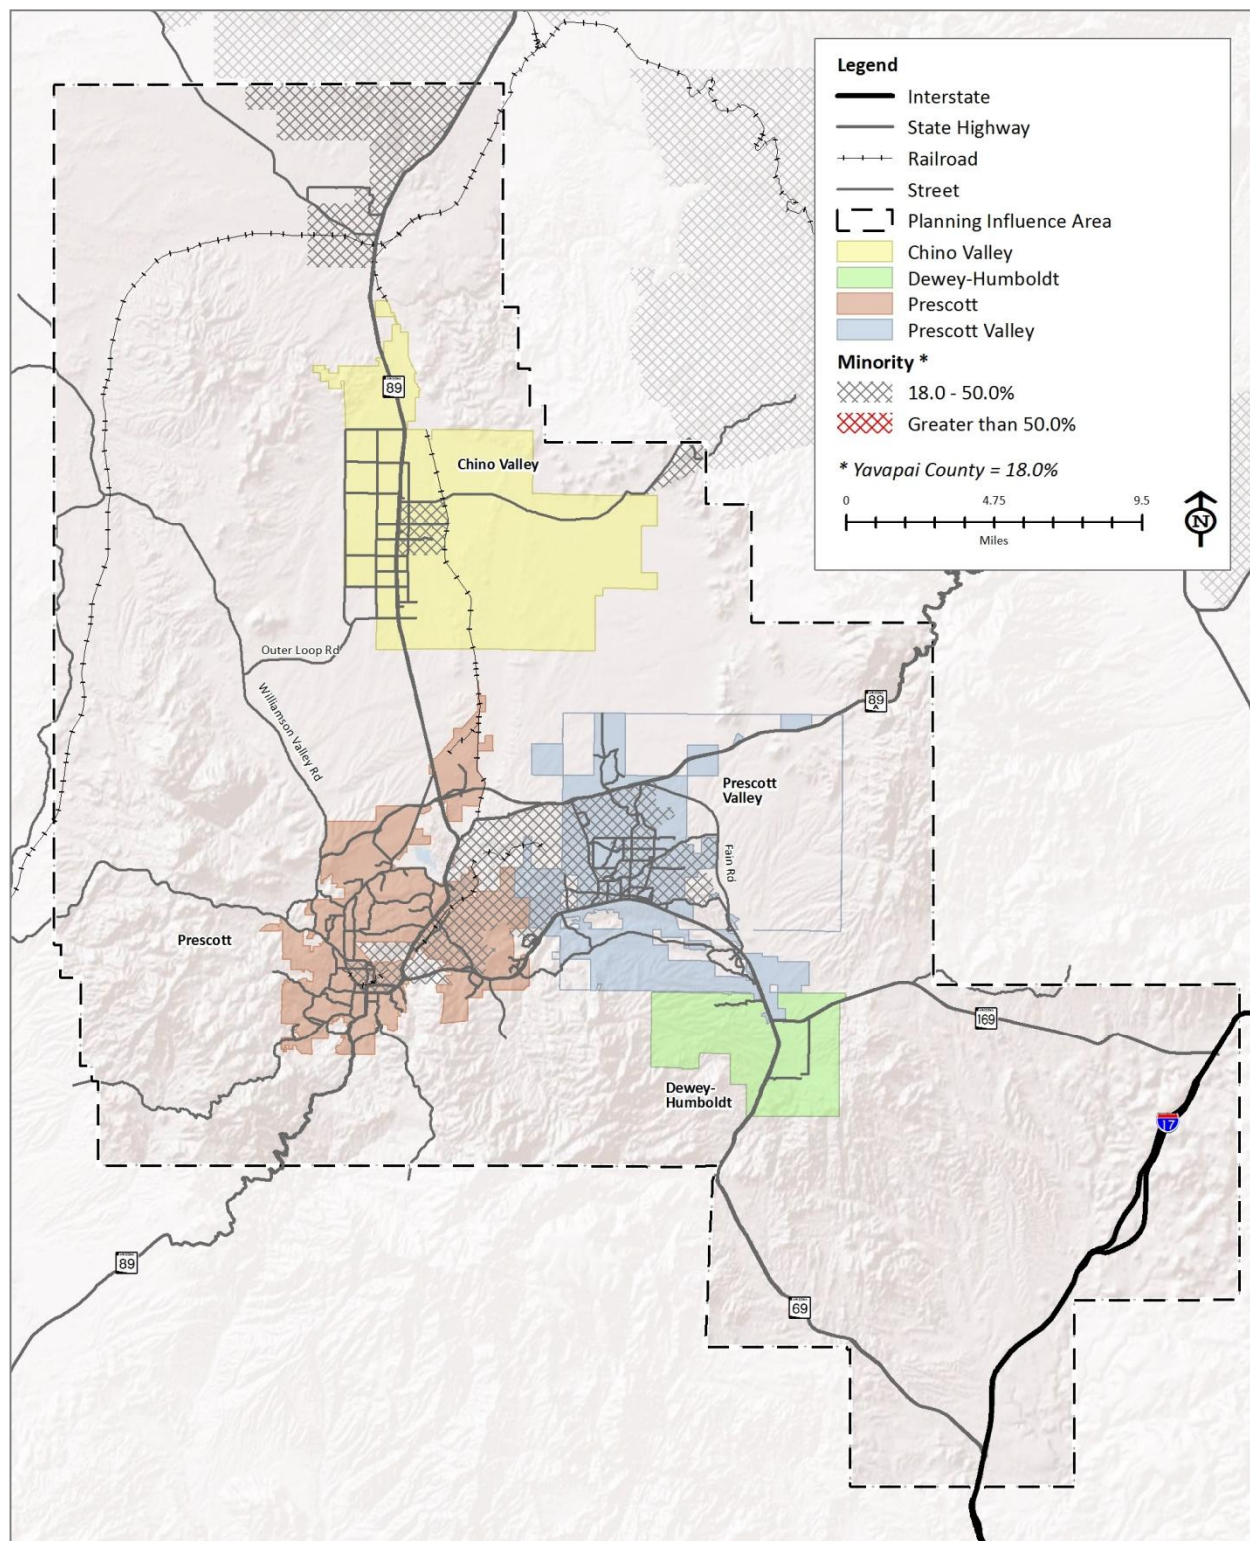 Legend
Interstate
State Highway
Railroad
Street
Planning Influence Area
Chino Valley
Dewey-Humboldt
Prescott
Prescott Valley
Minority *
18.0 - 50.0%
Greater than 50.0%
* Yavapai County = 18.0%
0 4.75 9.5
Miles
N
89
Chino Valley
Outer Loop Rd
Williamson Valley Rd
89
A
Prescott
Valley
Fain Rd
Prescott
169
Dewey-
Humboldt
17
89
69